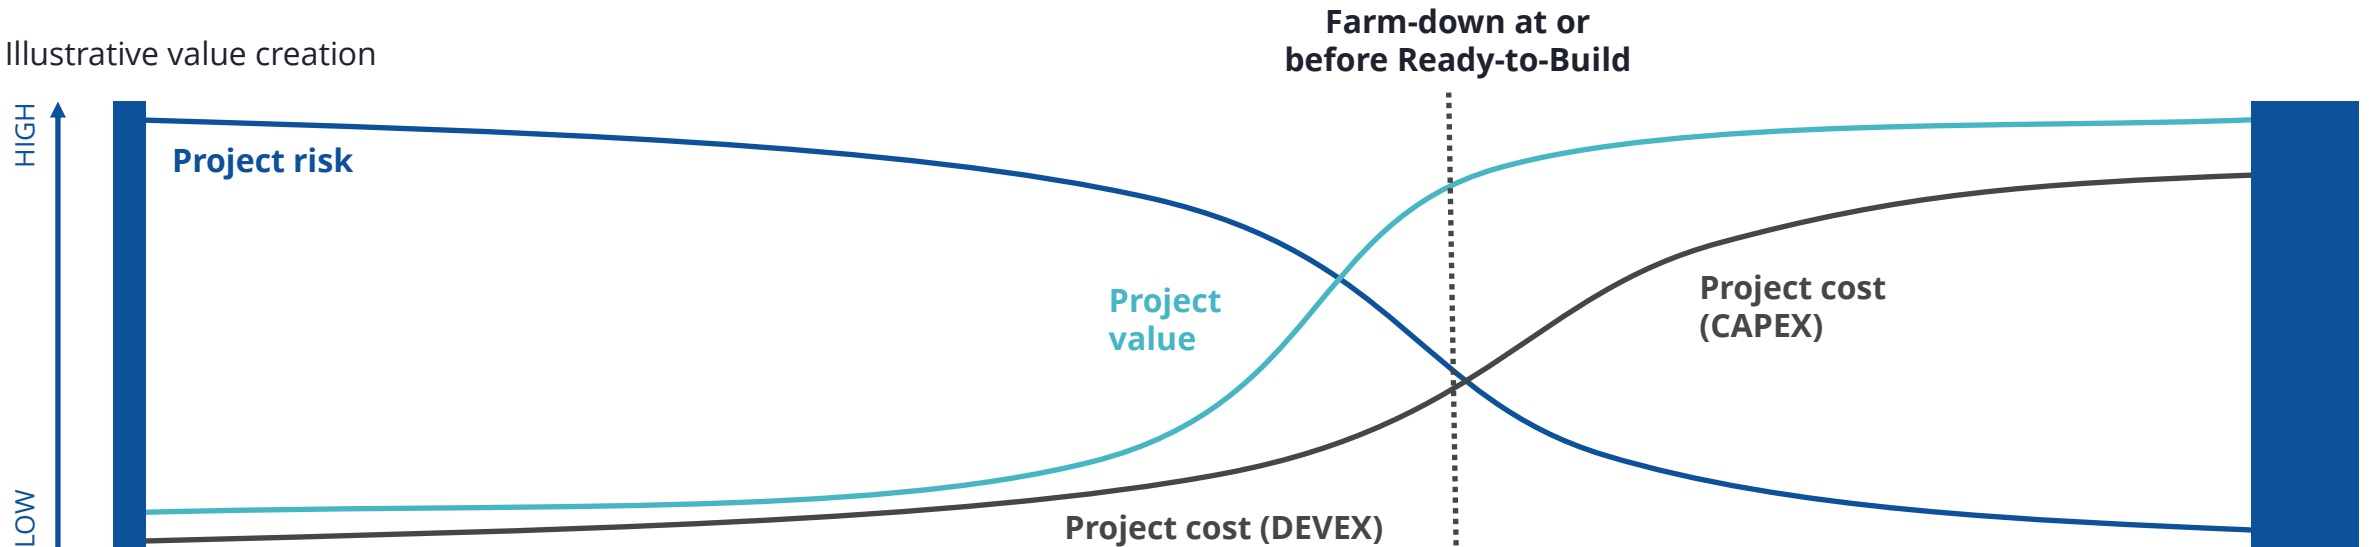 Farm-down at or
before Ready-to-Build
Illustrative value creation
HIGH
Project risk
Project
value
Project cost
(CAPEX)
LOW
Project cost (DEVEX)